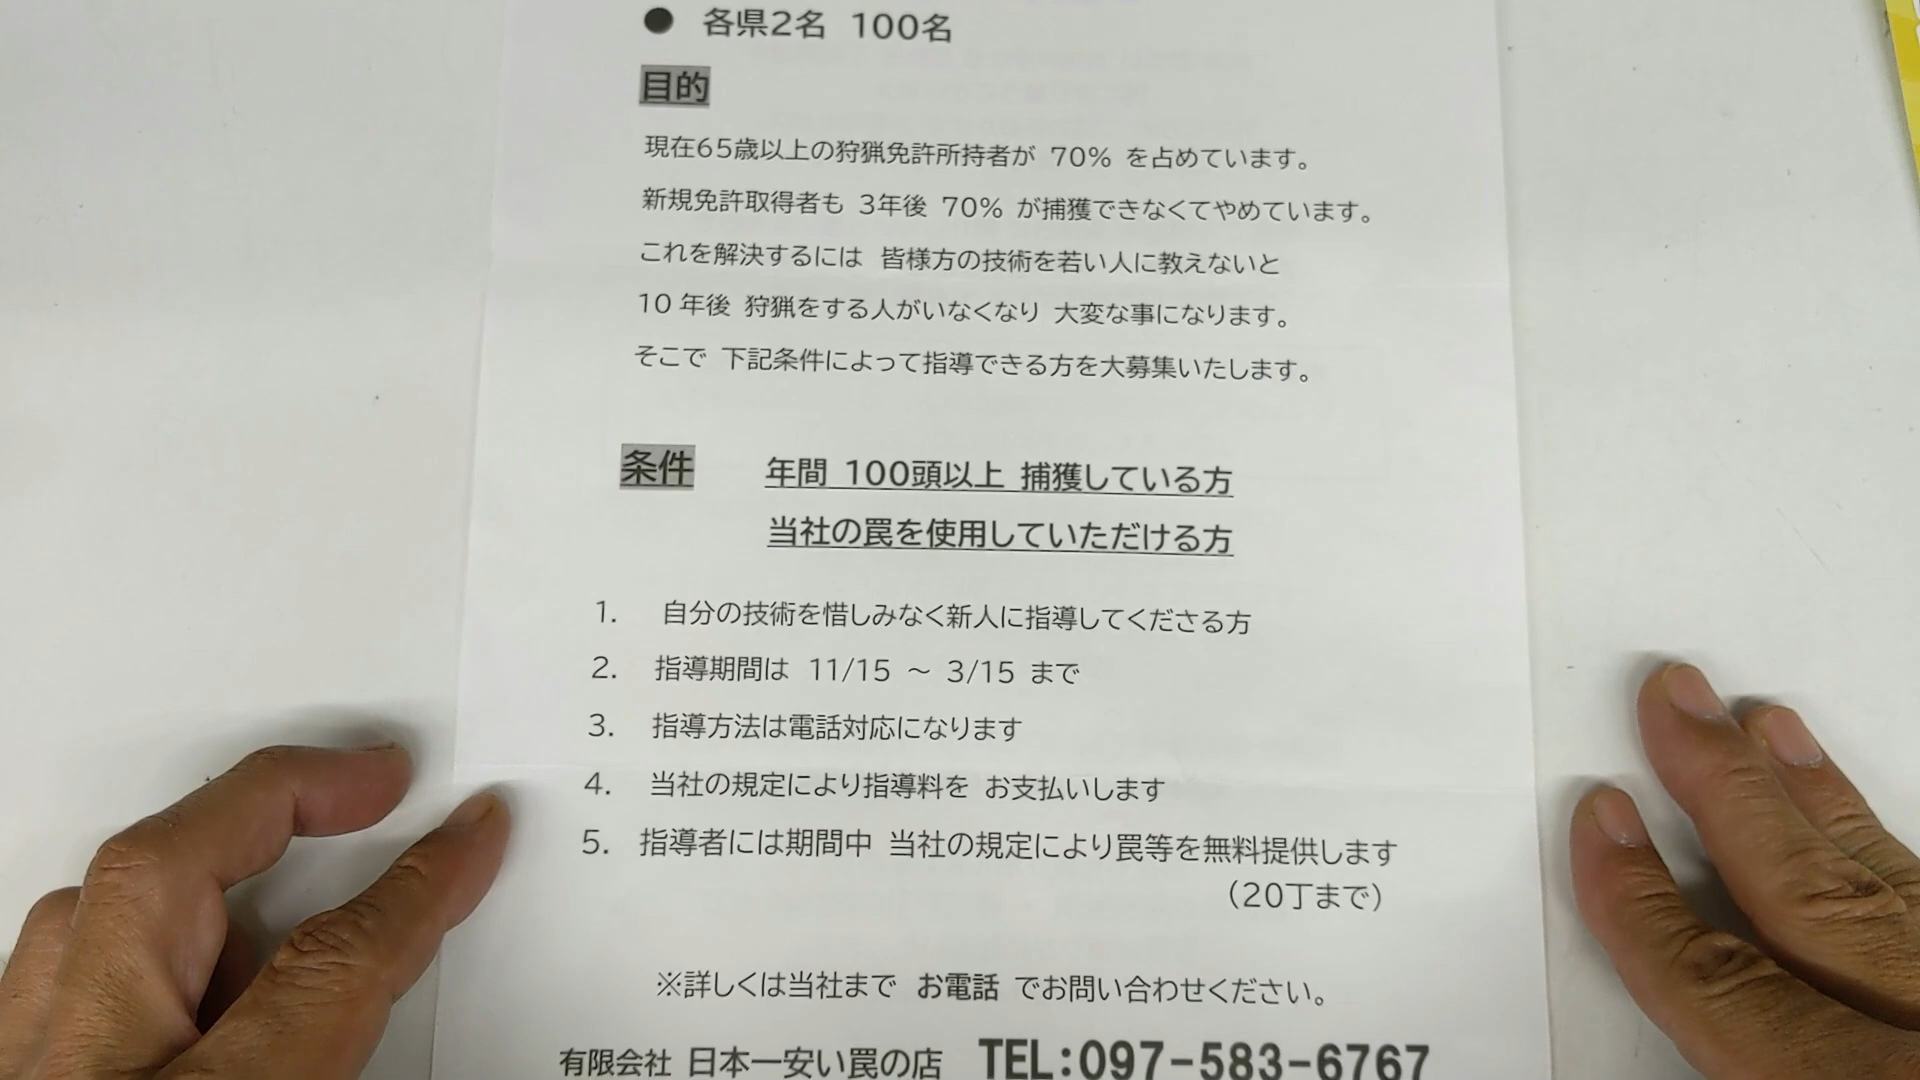 ● 各県2名 100名
目的
現在65歳以上の狩猟免許所持者が 70% を占めています。
新規免許取得者も 3年後 70% が捕獲できなくてやめています。
これを解決するには 皆様方の技術を若い人に教えないと
10年後 狩猟をする人がいなくなり 大変な事になります。
そこで 下記条件によって指導できる方を大募集いたします。
条件 年間 100頭以上 捕獲している方
当社の罠を使用していただける方
1. 自分の技術を惜しみなく新人に指導してくださる方
2. 指導期間は 11/15 ～ 3/15 まで
3. 指導方法は電話対応になります
4. 当社の規定により指導料を お支払いします
5. 指導者には期間中 当社の規定により罠等を無料提供します
（20丁まで）
※詳しくは当社まで お電話 でお問い合わせください。
有限会社 日本一安い罠の店 TEL：097-583-6767